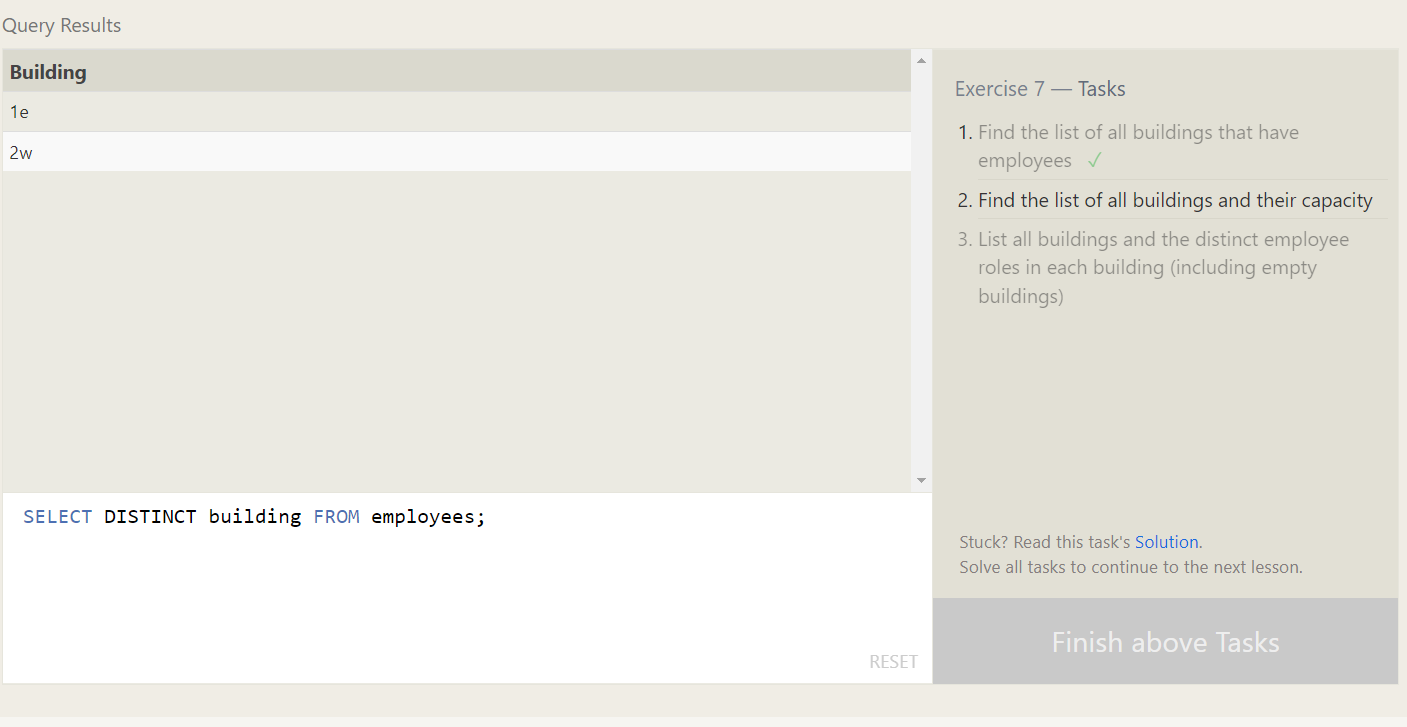 Query Results
Building
1e
2w
SELECT DISTINCT building FROM employees;
RESET
Exercise 7 — Tasks
1. Find the list of all buildings that have
employees ✓
2. Find the list of all buildings and their capacity
3. List all buildings and the distinct employee
roles in each building (including empty
buildings)
Stuck? Read this task's Solution.
Solve all tasks to continue to the next lesson.
Finish above Tasks